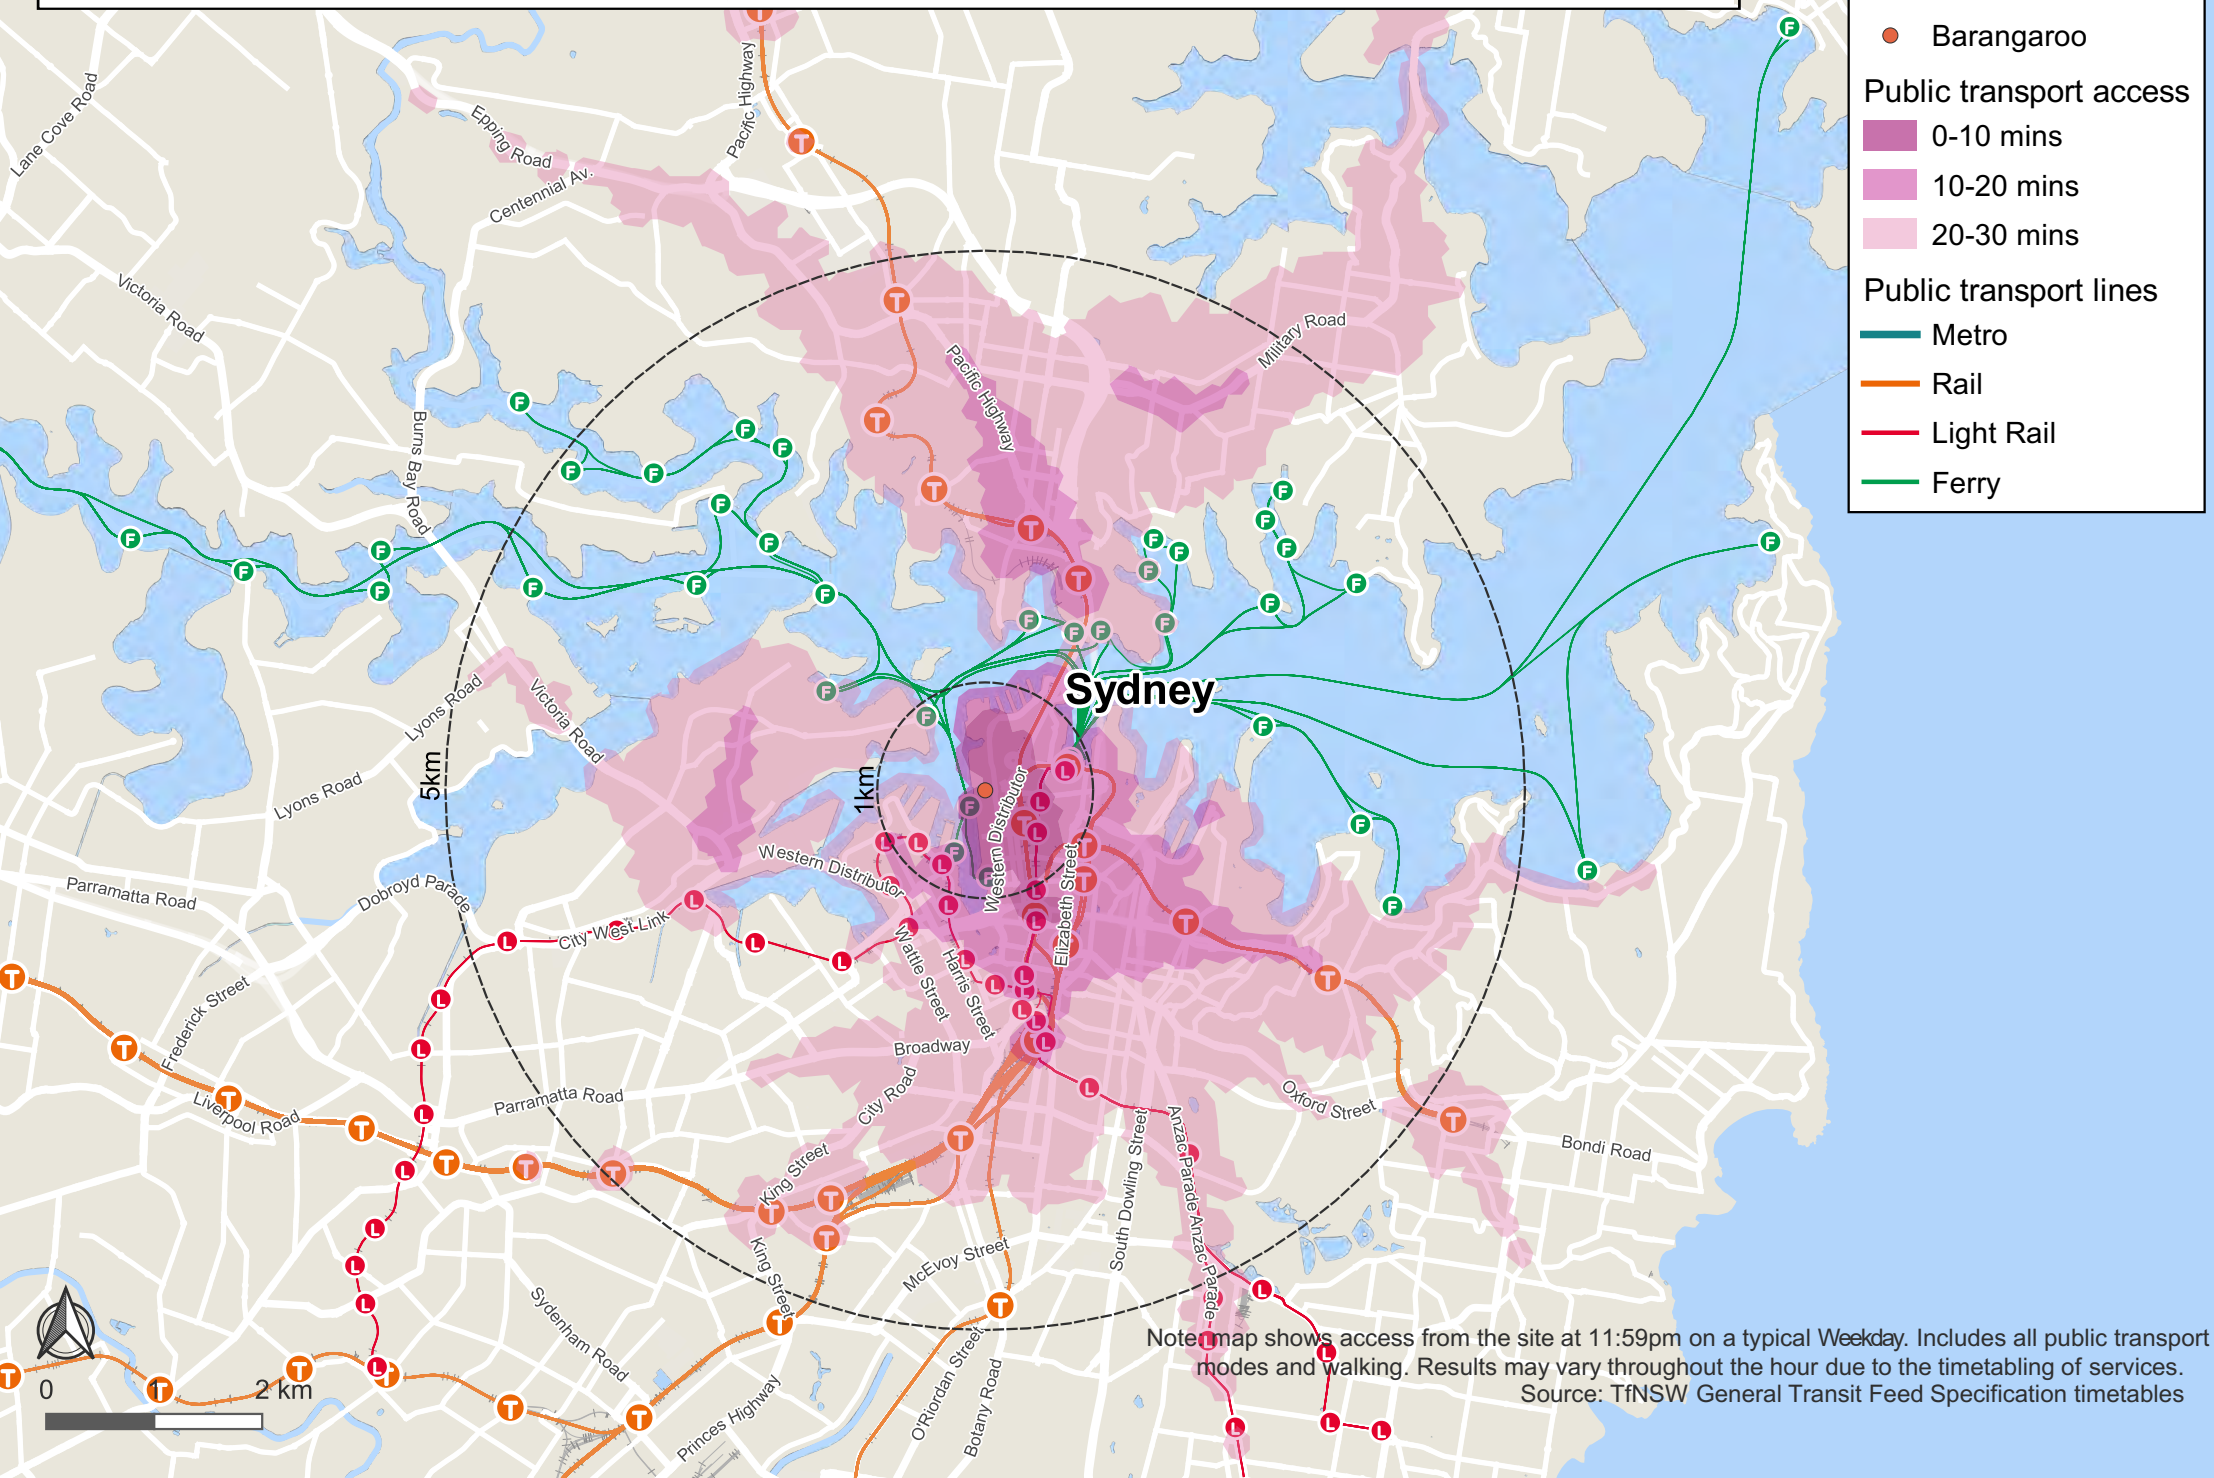 Barangaroo
Public transport access
0-10 mins
10-20 mins
20-30 mins
Public transport lines
Metro
Rail
Light Rail
Ferry
Lane Cove Road
Epping Road
Centennial Av.
Pacific Highway
Victoria Road
Pacific Highway
Military Road
Burns Bay Road
Sydney
Lyons Road
Victoria Road
Lyons Road
5km
1km
Western Distributor
Western Distributor
Elizabeth Street
Parramatta Road
Dobroyd Parade
City West Link
Wattle Street
Harris Street
Frederick Street
Broadway
Liverpool Road
Parramatta Road
City Road
Oxford Street
Bondi Road
King Street
South Dowling Street
Anzac Parade
Anzac Parade
King Street
McEvoy Street
Sydenham Road
O'Riordan Street
Botany Road
Princes Highway
0 1 2 km
Note: map shows access from the site at 11:59pm on a typical Weekday. Includes all public transport
modes and walking. Results may vary throughout the hour due to the timetabling of services.
Source: TfNSW General Transit Feed Specification timetables